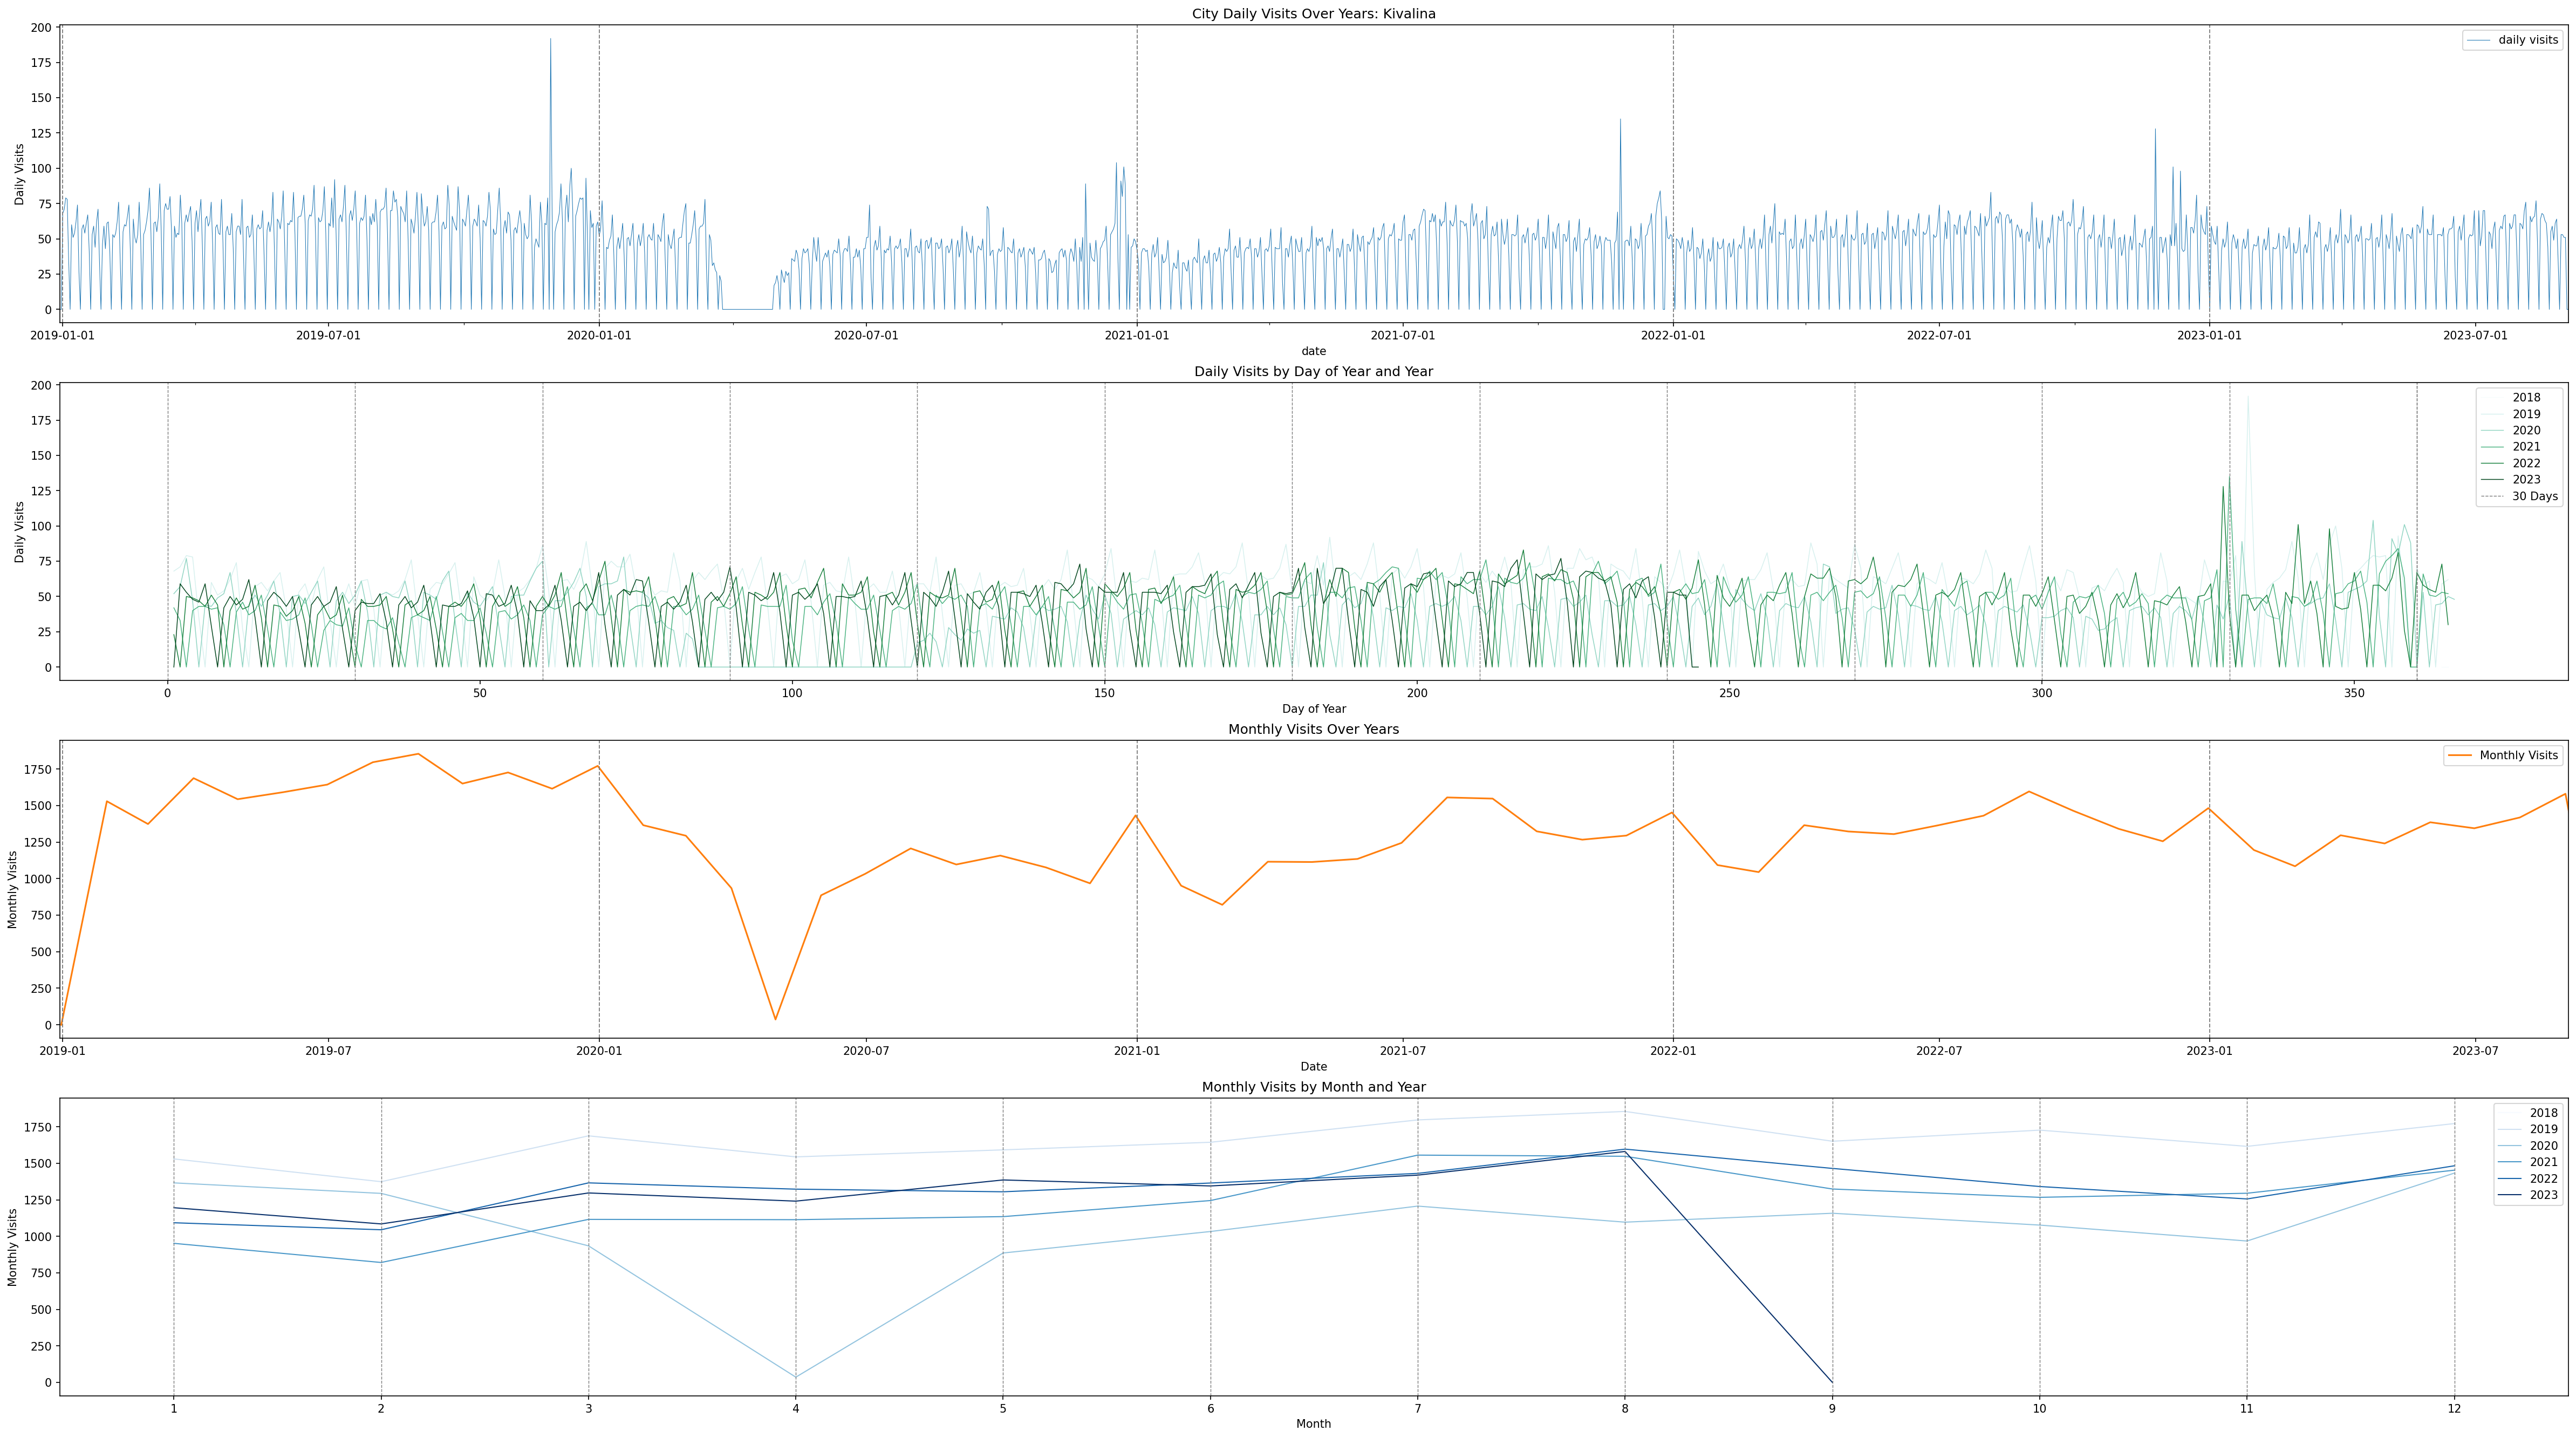 City Daily Visits Over Years: Kivalina
200
175
150
125
100
75
50
25
0
Daily Visits
daily visits
2019-01-01 2019-07-01 2020-01-01 2020-07-01 2021-01-01 2021-07-01 2022-01-01 2022-07-01 2023-01-01 2023-07-01
date
Daily Visits by Day of Year and Year
200
175
150
125
100
75
50
25
0
Daily Visits
2018
2019
2020
2021
2022
2023
30 Days
0 50 100 150 200 250 300 350
Day of Year
Monthly Visits Over Years
1750
1500
1250
1000
750
500
250
0
Monthly Visits
Monthly Visits
2019-01 2019-07 2020-01 2020-07 2021-01 2021-07 2022-01 2022-07 2023-01 2023-07
Date
Monthly Visits by Month and Year
1750
1500
1250
1000
750
500
250
0
Monthly Visits
2018
2019
2020
2021
2022
2023
1 2 3 4 5 6 7 8 9 10 11 12
Month